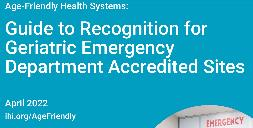 Age-Friendly Health Systems:
Guide to Recognition for
Geriatric Emergency
Department Accredited Sites
April 2022
ihi.org/AgeFriendly
EMERGENCY